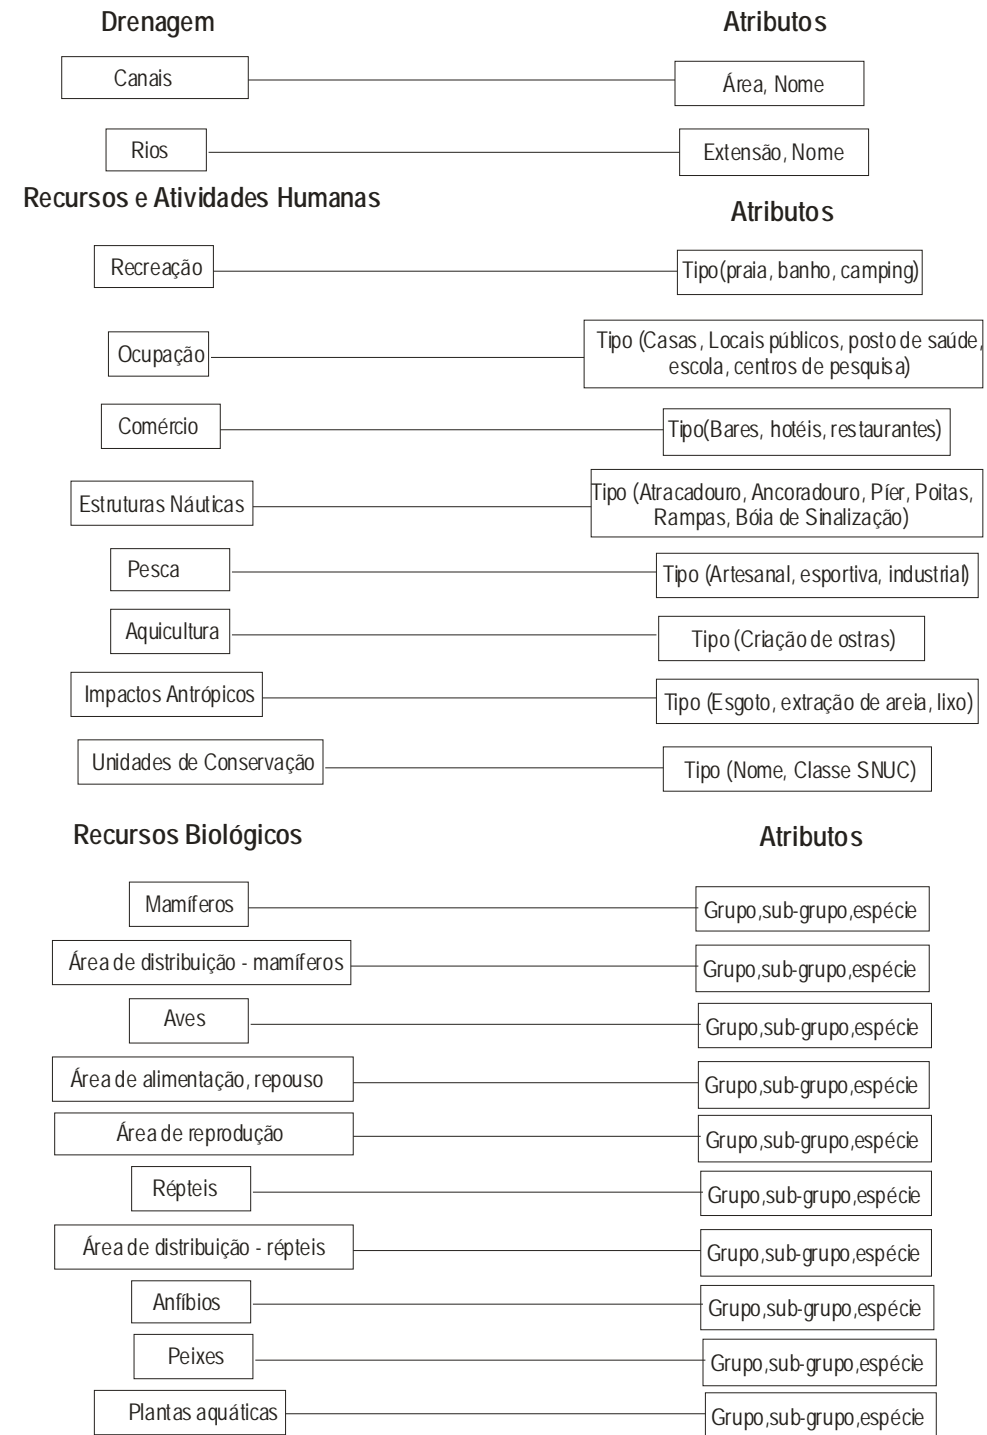 Drenagem Atributos
Canais Área, Nome
Rios Extensão, Nome
Recursos e Atividades Humanas Atributos
Recreação Tipo(praia, banho, camping)
Ocupação Tipo (Casas, Locais públicos, posto de saúde,
escola, centros de pesquisa)
Comércio Tipo(Bares, hotéis, restaurantes)
Estruturas Náuticas Tipo (Atracadouro, Ancoradouro, Píer, Poitas,
Rampas, Bóia de Sinalização)
Pesca Tipo (Artesanal, esportiva, industrial)
Aquicultura Tipo (Criação de ostras)
Impactos Antrópicos Tipo (Esgoto, extração de areia, lixo)
Unidades de Conservação Tipo (Nome, Classe SNUC)
Recursos Biológicos Atributos
Mamíferos Grupo,sub-grupo,espécie
Área de distribuição - mamíferos Grupo,sub-grupo,espécie
Aves Grupo,sub-grupo,espécie
Área de alimentação, repouso Grupo,sub-grupo,espécie
Área de reprodução Grupo,sub-grupo,espécie
Répteis Grupo,sub-grupo,espécie
Área de distribuição - répteis Grupo,sub-grupo,espécie
Anfíbios Grupo,sub-grupo,espécie
Peixes Grupo,sub-grupo,espécie
Plantas aquáticas Grupo,sub-grupo,espécie